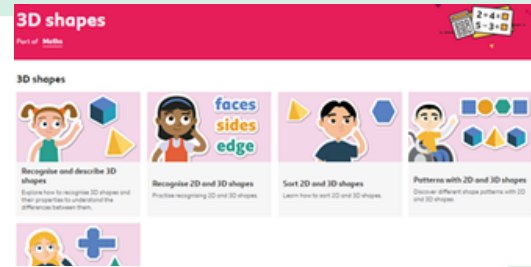 3D shapes
Part of Maths
2+4=
5-3=
3D shapes
faces
sides
edge
Recognise and describe 3D
shapes
Explore how to recognise 3D shapes and
their properties to understand the
differences between them.
Recognise 2D and 3D shapes
Practise recognising 2D and 3D shapes.
Sort 2D and 3D shapes
Learn how to sort 2D and 3D shapes.
Patterns with 2D and 3D shapes
Discover different shape patterns with 2D
and 3D shapes.